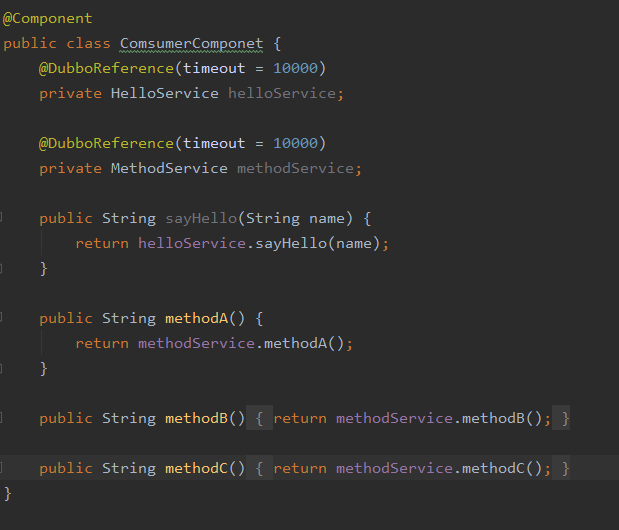 @Component
public class ComsumerComponet {
    @DubboReference(timeout = 10000)
    private HelloService helloService;

    @DubboReference(timeout = 10000)
    private MethodService methodService;

    public String sayHello(String name) {
        return helloService.sayHello(name);
    }

    public String methodA() {
        return methodService.methodA();
    }

    public String methodB() { return methodService.methodB(); }

    public String methodC() { return methodService.methodC(); }
}